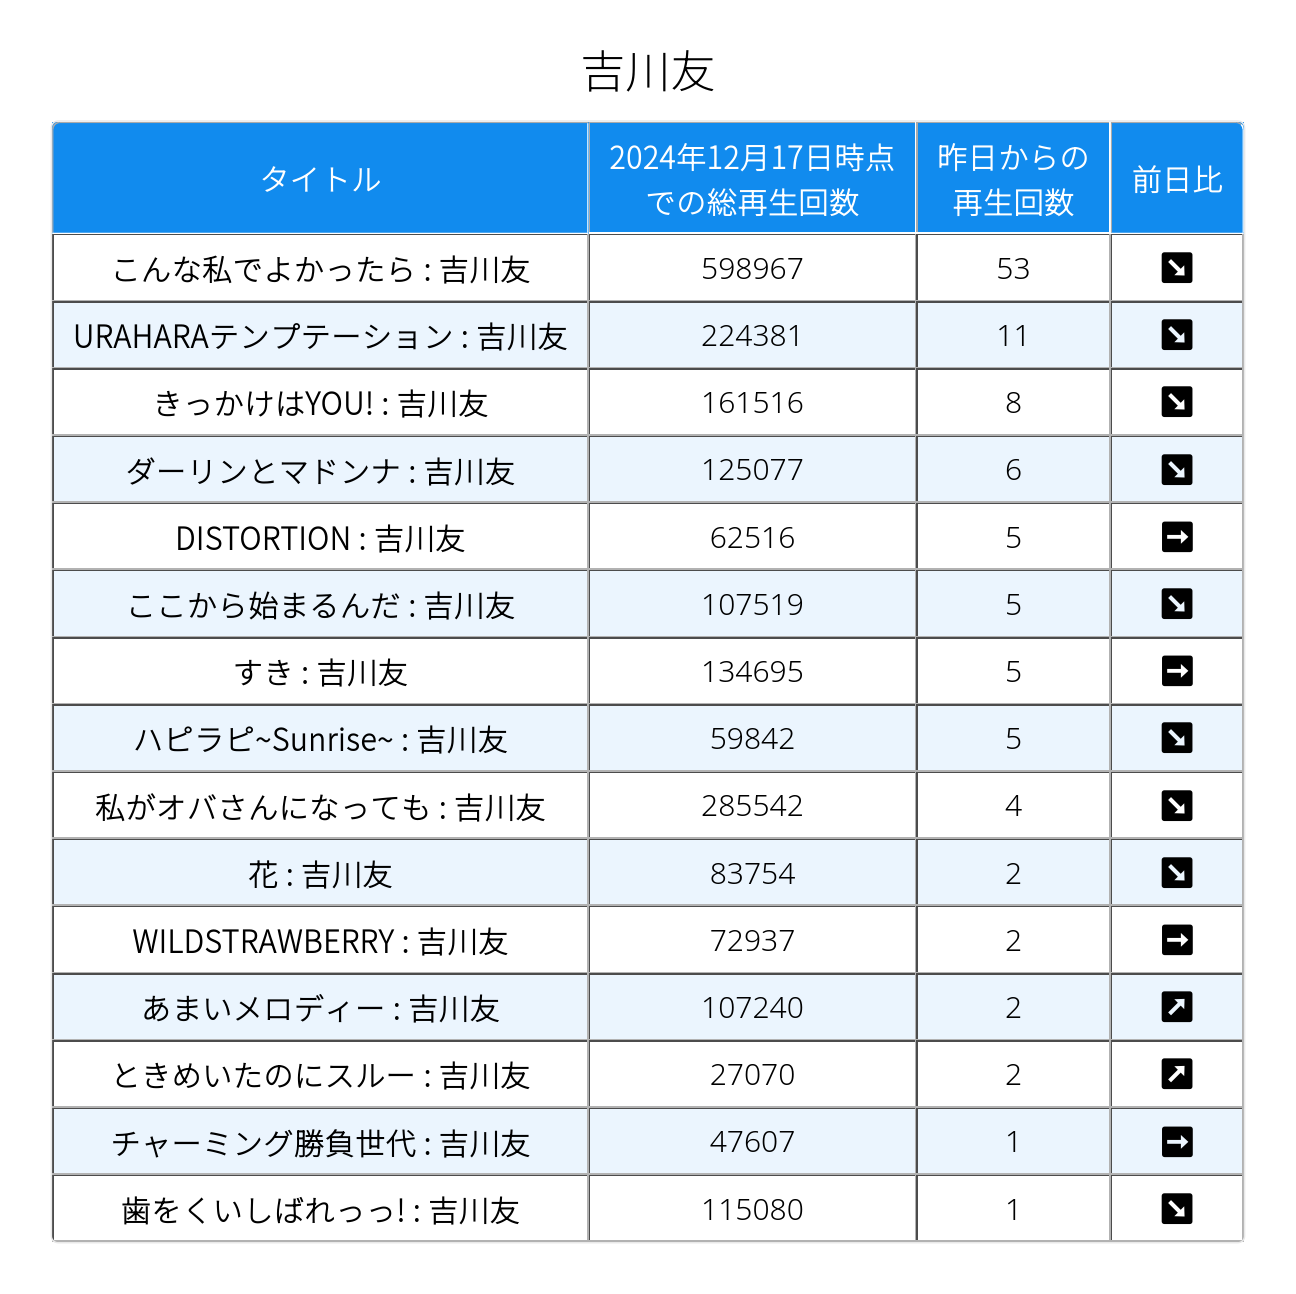 吉川友
タイトル 2024年12月17日時点での総再生回数 昨日からの再生回数 前日比
こんな私でよかったら : 吉川友 598967 53 ↘
URAHARAテンプテーション : 吉川友 224381 11 ↘
きっかけはYOU! : 吉川友 161516 8 ↘
ダーリンとマドンナ : 吉川友 125077 6 ↘
DISTORTION : 吉川友 62516 5 →
ここから始まるんだ : 吉川友 107519 5 ↘
すき : 吉川友 134695 5 →
ハピラピ~Sunrise~ : 吉川友 59842 5 ↘
私がオバさんになっても : 吉川友 285542 4 ↘
花 : 吉川友 83754 2 ↘
WILDSTRAWBERRY : 吉川友 72937 2 →
あまいメロディー : 吉川友 107240 2 ↗
ときめいたのにスルー : 吉川友 27070 2 ↗
チャーミング勝負世代 : 吉川友 47607 1 →
歯をくいしばれっっ! : 吉川友 115080 1 ↘